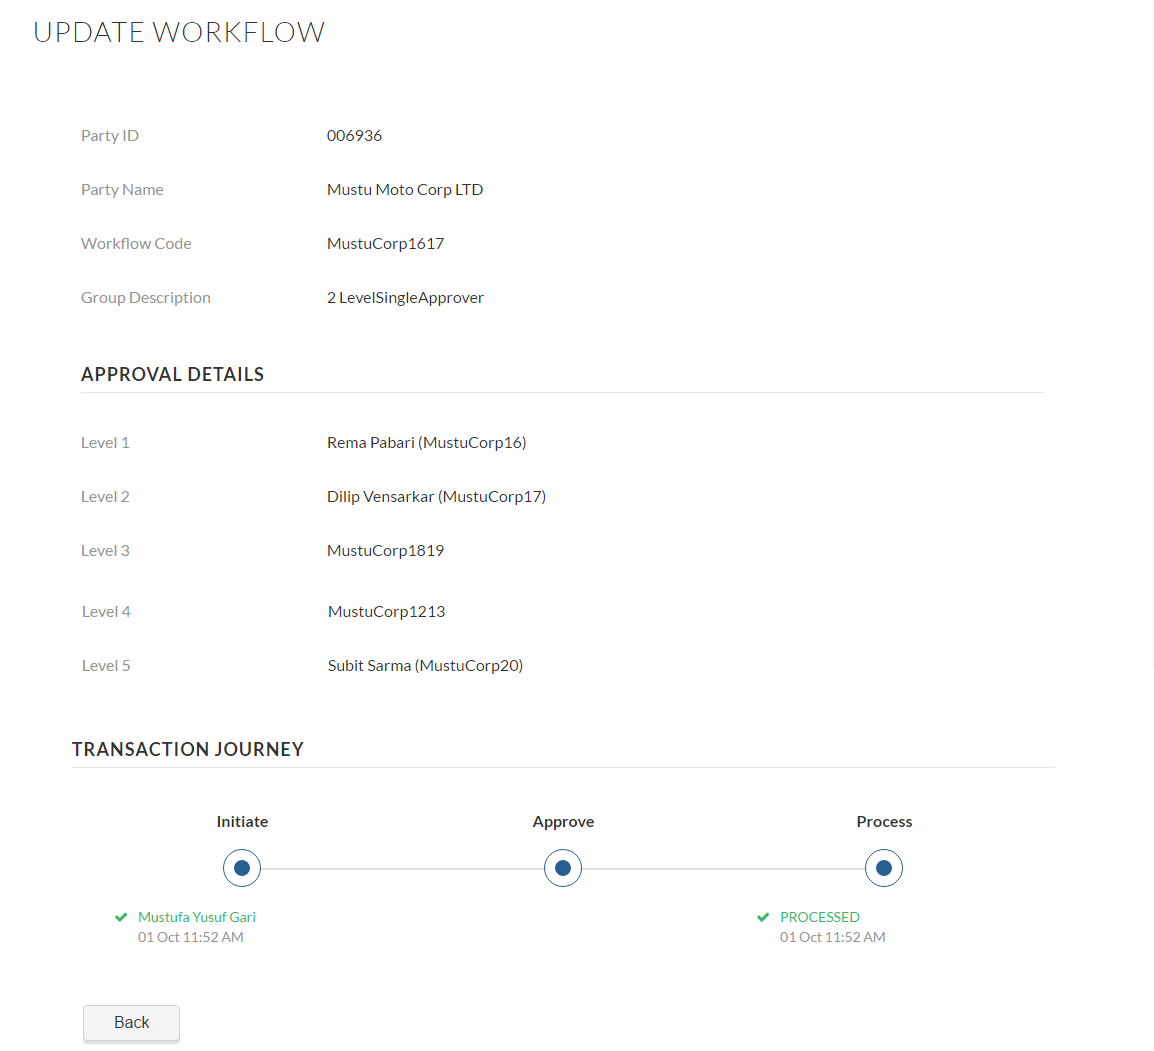 UPDATE WORKFLOW
Party ID 006936
Party Name Mustu Moto Corp LTD
Workflow Code MustuCorp1617
Group Description 2 LevelSingleApprover
APPROVAL DETAILS
Level 1 Rema Pabari (MustuCorp16)
Level 2 Dilip Vensarkar (MustuCorp17)
Level 3 MustuCorp1819
Level 4 MustuCorp1213
Level 5 Subit Sarma (MustuCorp20)
TRANSACTION JOURNEY
Initiate Approve Process
Mustufa Yusuf Gari PROCESSED
01 Oct 11:52 AM 01 Oct 11:52 AM
Back